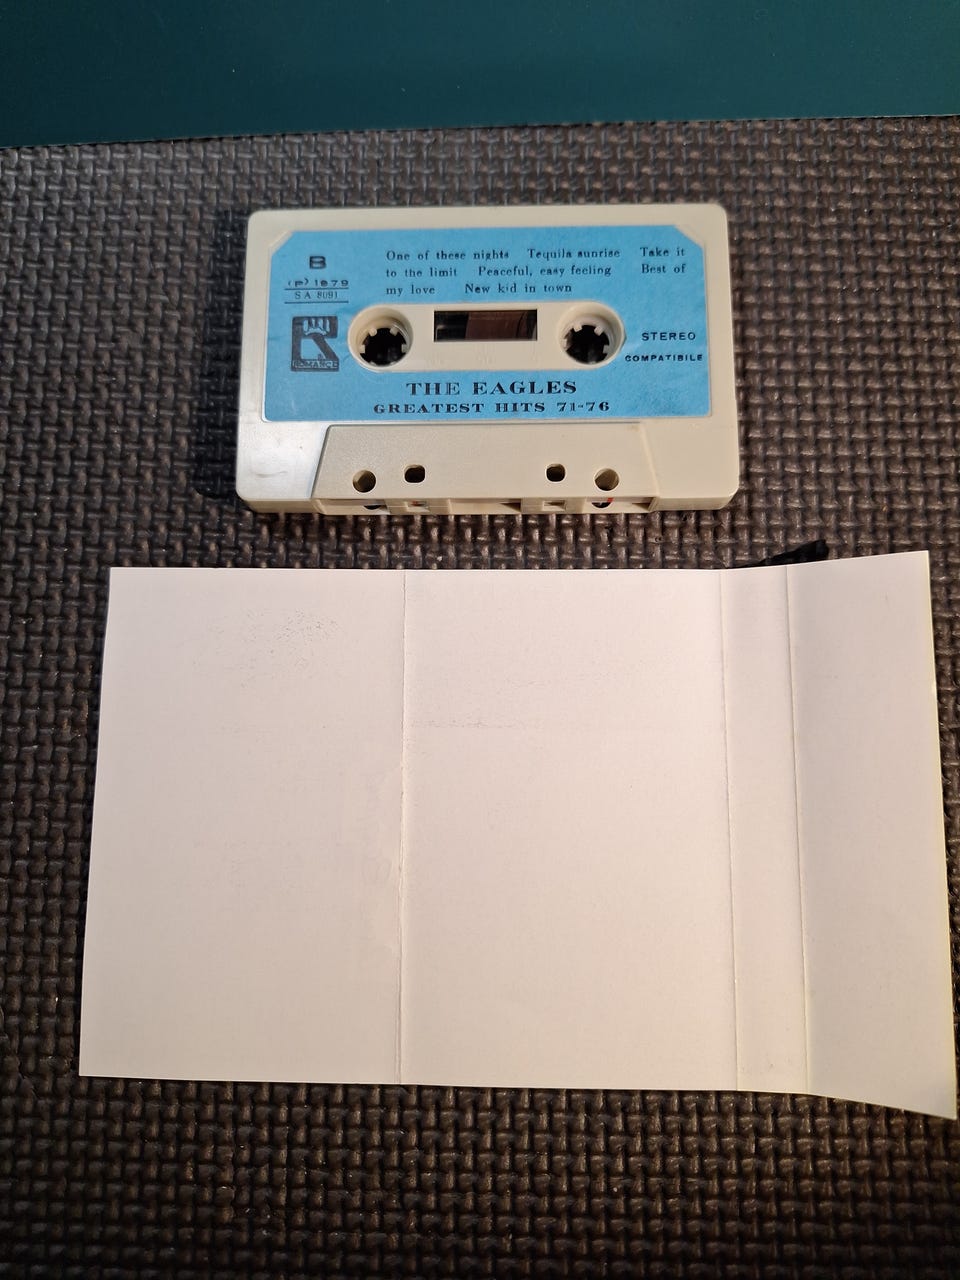 B
(P) 1979
SA 8091
One of these nights Tequila sunrise Take it
to the limit Peaceful, easy feeling Best of
my love New kid in town
R
ROMANCE
STEREO
COMPATIBILE
THE EAGLES
GREATEST HITS 71-76